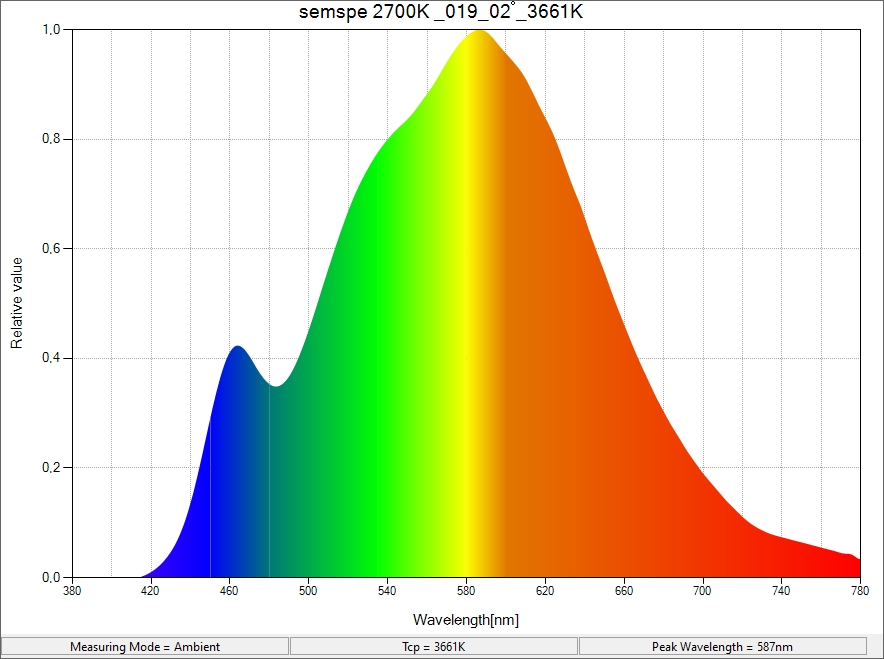 semspe 2700K _019_02°_3661K
1,0
0,8
0,6
0,4
0,2
0,0
Relative value
380 420 460 500 540 580 620 660 700 740 780
Wavelength[nm]
Measuring Mode = Ambient Tcp = 3661K Peak Wavelength = 587nm